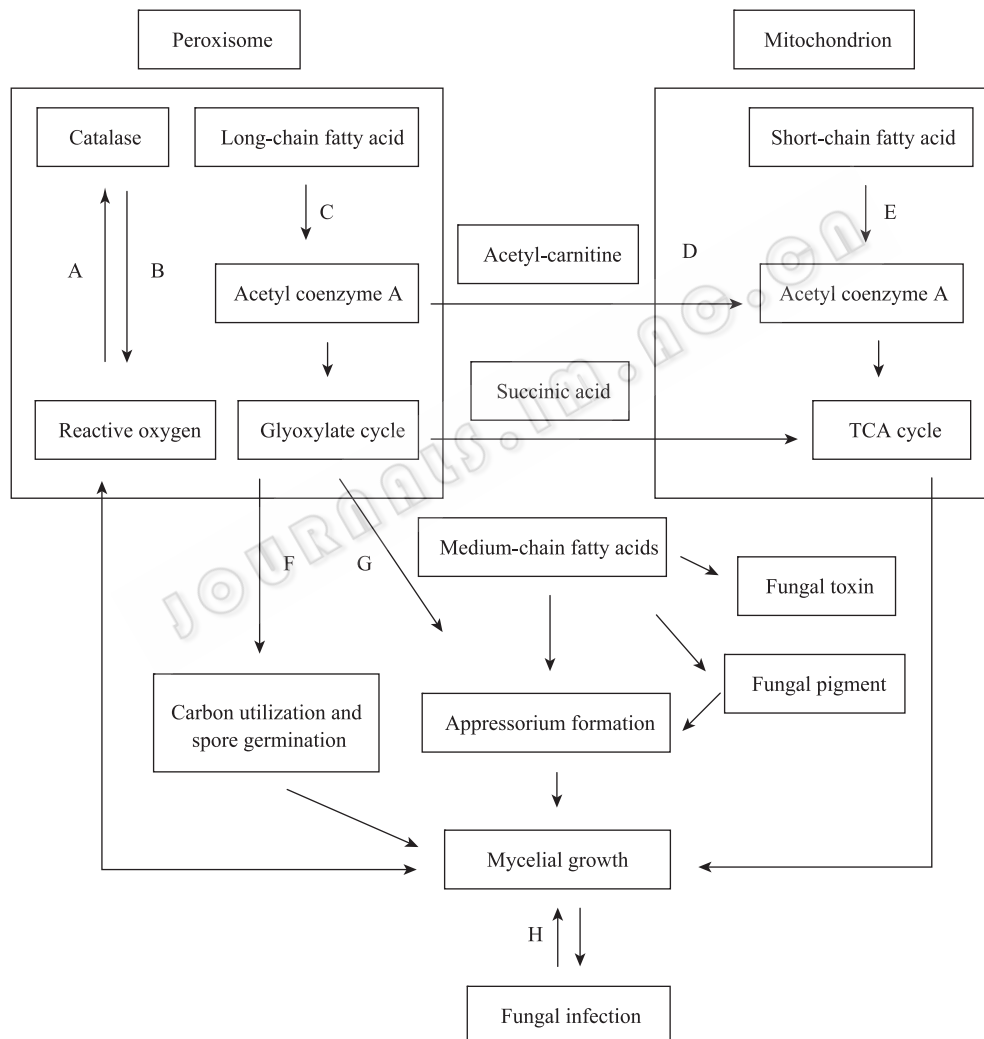 Peroxisome
Mitochondrion
Catalase
Long-chain fatty acid
Short-chain fatty acid
C
E
Acetyl-carnitine
D
A
B
Acetyl coenzyme A
Acetyl coenzyme A
Succinic acid
Reactive oxygen
Glyoxylate cycle
TCA cycle
Medium-chain fatty acids
F
G
Fungal toxin
Carbon utilization and
spore germination
Appressorium formation
Fungal pigment
Mycelial growth
H
Fungal infection
JOURNALS.IM.AC.CN